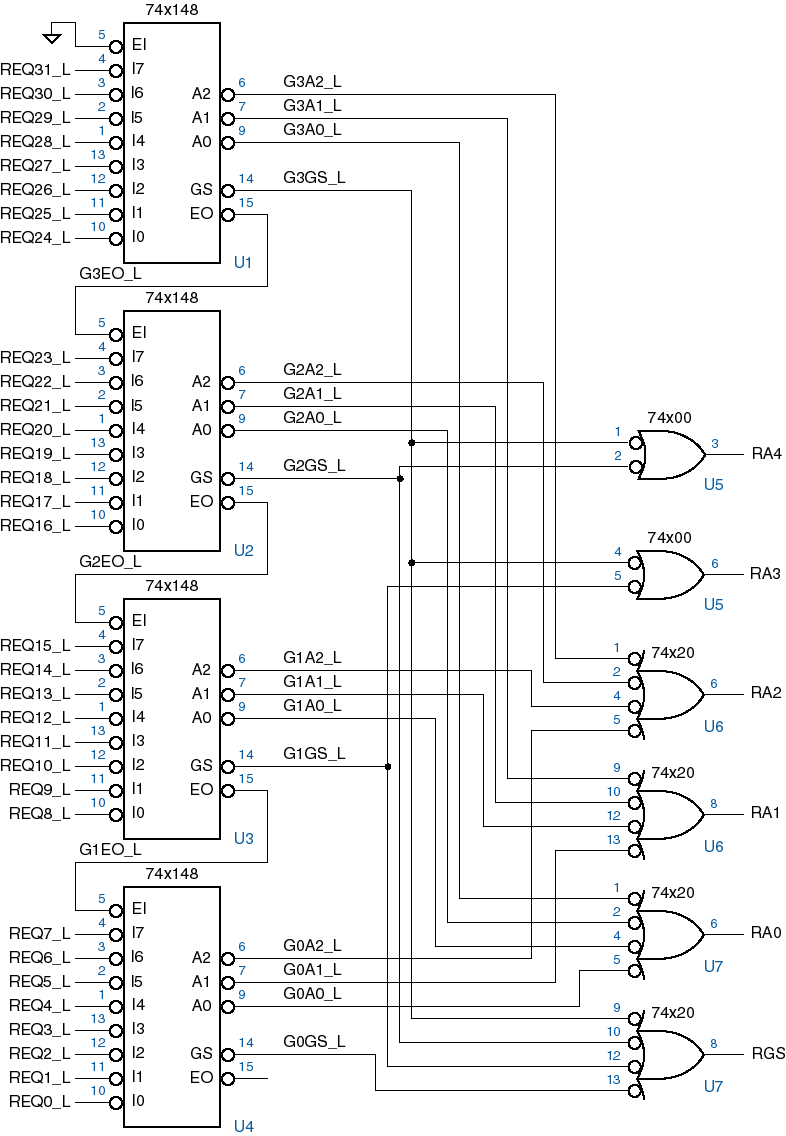 74x148
5 EI
REQ31_L 4 I7
REQ30_L 3 I6 A2 6 G3A2_L
REQ29_L 2 I5 A1 7 G3A1_L
REQ28_L 1 I4 A0 9 G3A0_L
REQ27_L 13 I3
REQ26_L 12 I2 GS 14 G3GS_L
REQ25_L 11 I1 EO 15
REQ24_L 10 I0
U1
G3EO_L
74x148
5 EI
REQ23_L 4 I7
REQ22_L 3 I6 A2 6 G2A2_L
REQ21_L 2 I5 A1 7 G2A1_L
REQ20_L 1 I4 A0 9 G2A0_L
REQ19_L 13 I3
REQ18_L 12 I2 GS 14 G2GS_L
REQ17_L 11 I1 EO 15
REQ16_L 10 I0
U2
G2EO_L
74x148
5 EI
REQ15_L 4 I7
REQ14_L 3 I6 A2 6 G1A2_L
REQ13_L 2 I5 A1 7 G1A1_L
REQ12_L 1 I4 A0 9 G1A0_L
REQ11_L 13 I3
REQ10_L 12 I2 GS 14 G1GS_L
REQ9_L 11 I1 EO 15
REQ8_L 10 I0
U3
G1EO_L
74x148
5 EI
REQ7_L 4 I7
REQ6_L 3 I6 A2 6 G0A2_L
REQ5_L 2 I5 A1 7 G0A1_L
REQ4_L 1 I4 A0 9 G0A0_L
REQ3_L 13 I3
REQ2_L 12 I2 GS 14 G0GS_L
REQ1_L 11 I1 EO 15
REQ0_L 10 I0
U4
74x00
1
2
3 RA4
U5
74x00
4
5
6 RA3
U5
74x20
1
2
4
5
6 RA2
U6
74x20
9
10
12
13
8 RA1
U6
74x20
1
2
4
5
6 RA0
U7
74x20
9
10
12
13
8 RGS
U7